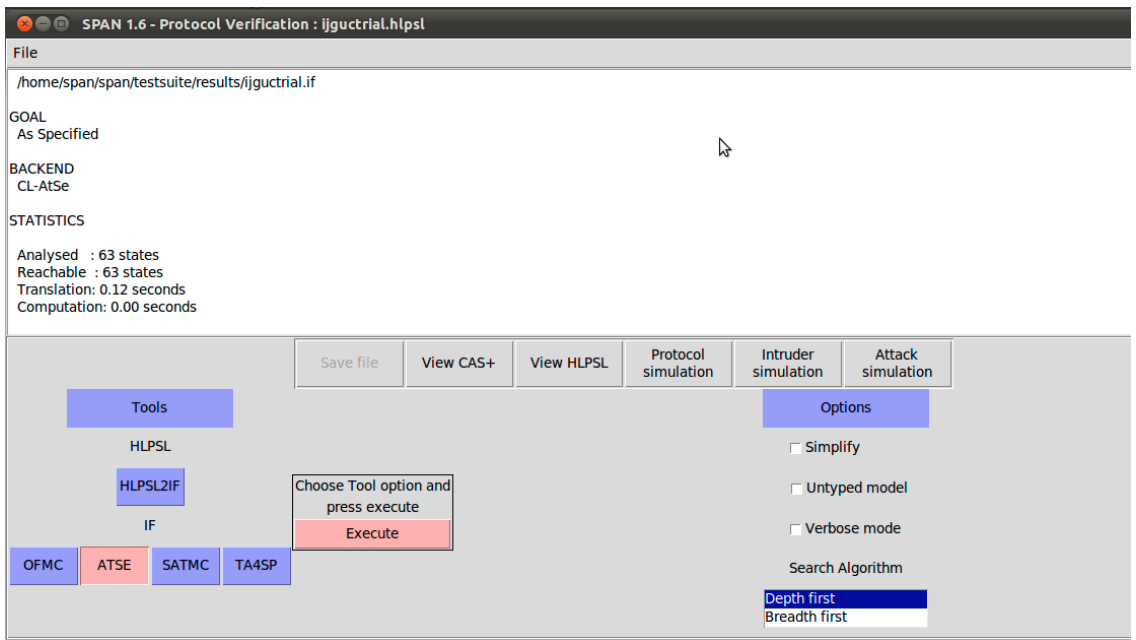 SPAN 1.6 - Protocol Verification : ijguctrial.hlpsl
File
/home/span/span/testsuite/results/ijguctrial.if
GOAL
As Specified
BACKEND
CL-AtSe
STATISTICS
Analysed : 63 states
Reachable : 63 states
Translation: 0.12 seconds
Computation: 0.00 seconds
Save file
View CAS+
View HLPSL
Protocol
simulation
Intruder
simulation
Attack
simulation
Tools
HLPSL
HLPSL2IF
IF
OFMC
ATSE
SATMC
TA4SP
Choose Tool option and
press execute
Execute
Options
Simplify
Untyped model
Verbose mode
Search Algorithm
Depth first
Breadth first